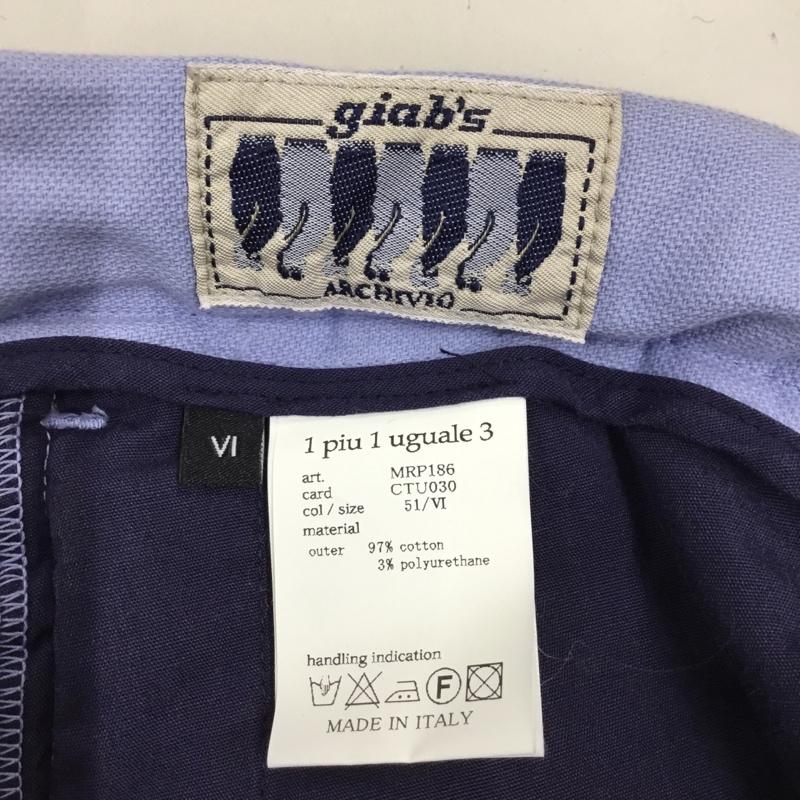 giab's
ARCHIVIO
VI
1 piu 1 uguale 3
art. MRP186
card CTU030
col / size 51/VI
material
outer 97% cotton
3% polyurethane
handling indication
F
MADE IN ITALY